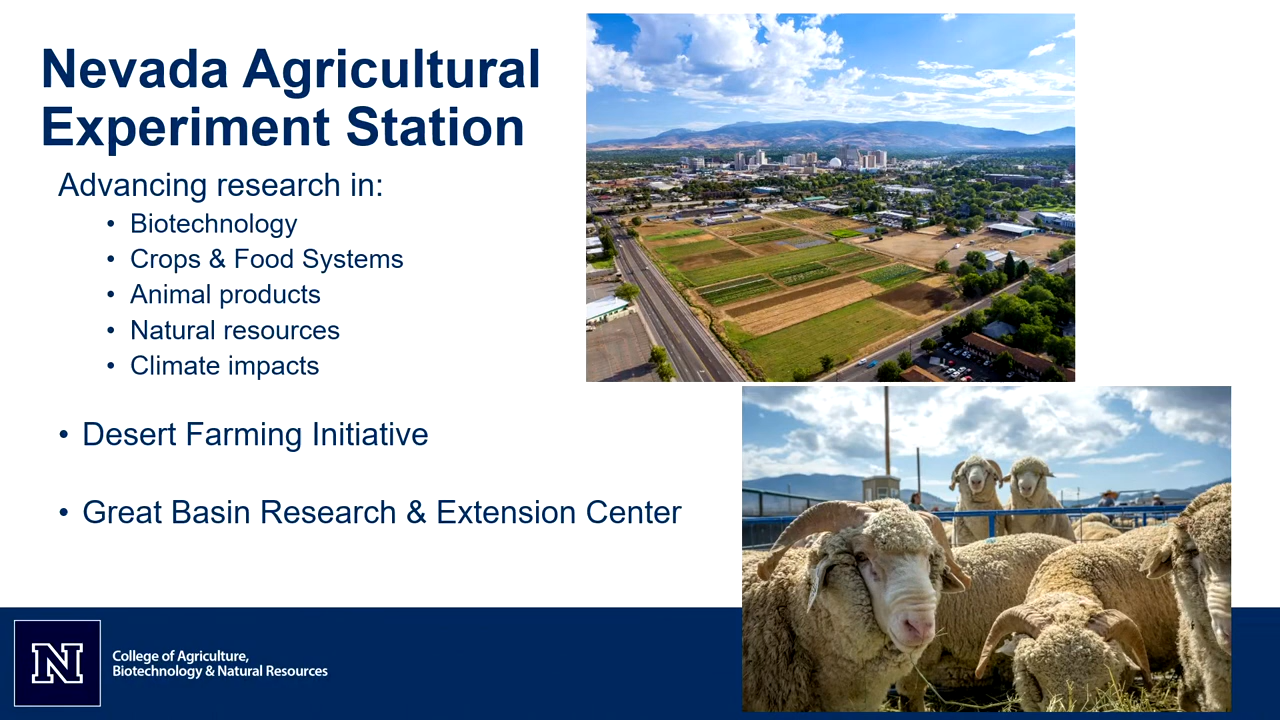 Nevada Agricultural
Experiment Station
Advancing research in:
• Biotechnology
• Crops & Food Systems
• Animal products
• Natural resources
• Climate impacts
• Desert Farming Initiative
• Great Basin Research & Extension Center
N
College of Agriculture,
Biotechnology & Natural Resources